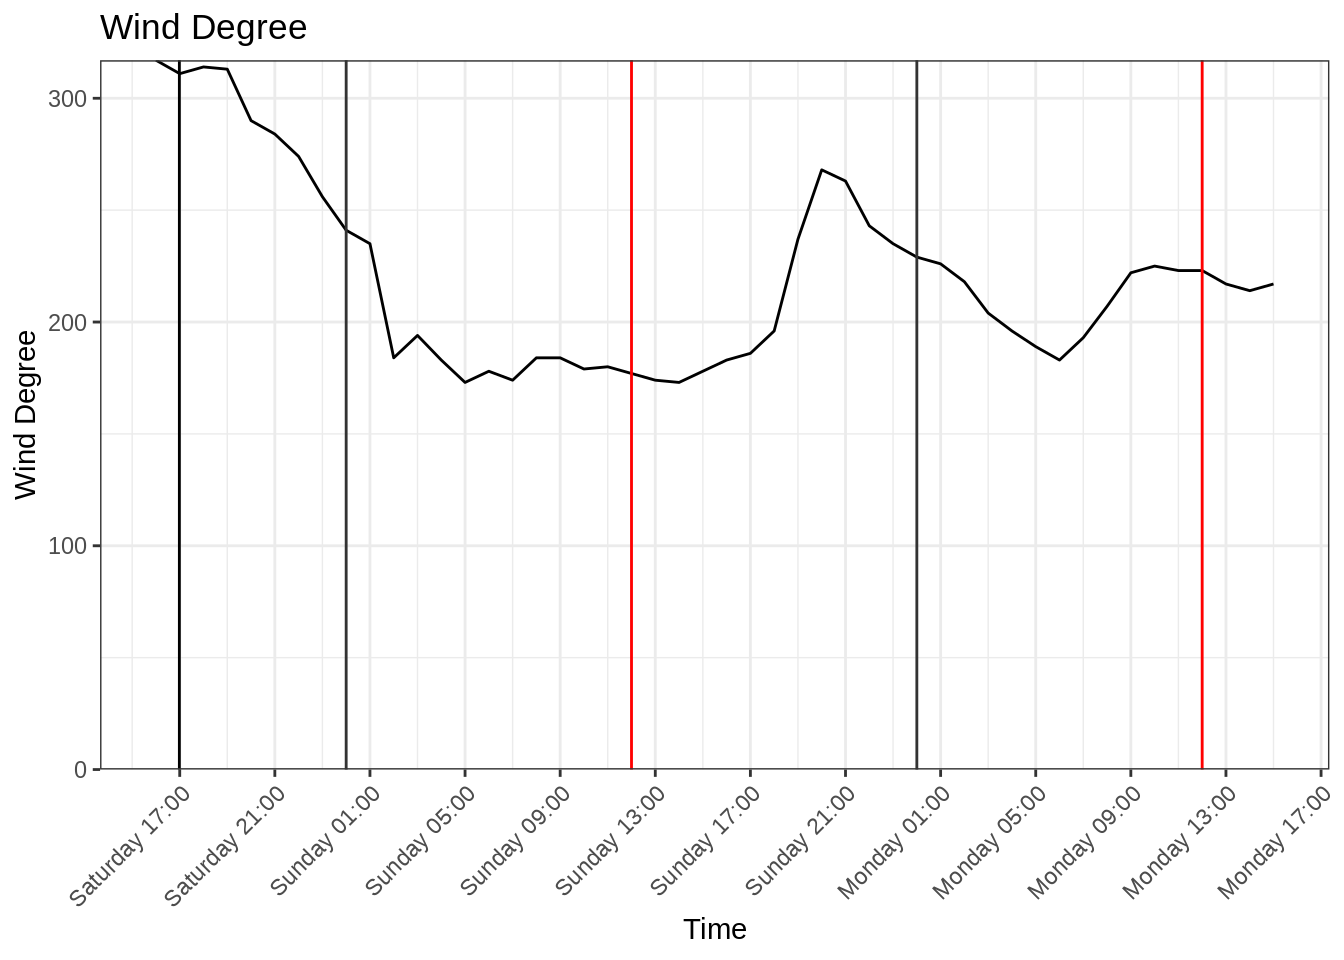 Wind Degree
Wind Degree
300
200
100
0
Saturday 17:00
Saturday 21:00
Sunday 01:00
Sunday 05:00
Sunday 09:00
Sunday 13:00
Sunday 17:00
Sunday 21:00
Monday 01:00
Monday 05:00
Monday 09:00
Monday 13:00
Monday 17:00
Time